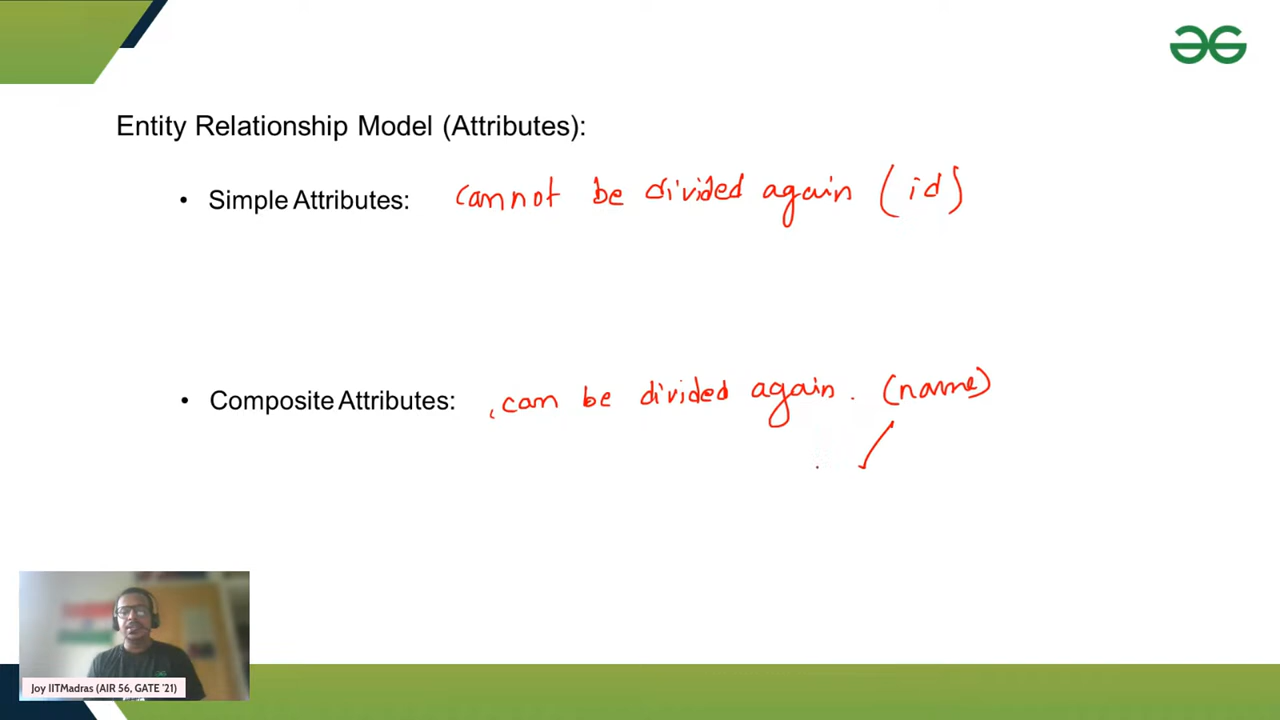 Entity Relationship Model (Attributes):
• Simple Attributes: cannot be divided again (id)
• Composite Attributes: can be divided again. (name)
Joy IITMadras (AIR 56, GATE '21)